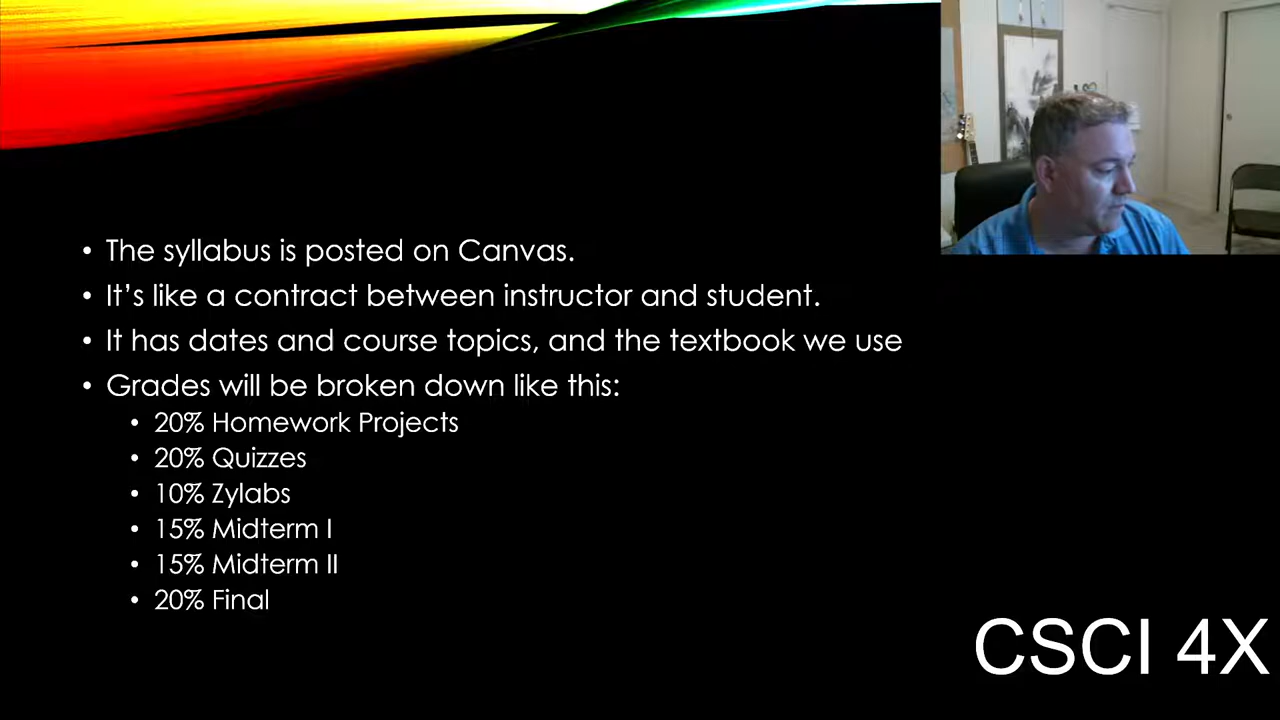 • The syllabus is posted on Canvas.
• It’s like a contract between instructor and student.
• It has dates and course topics, and the textbook we use
• Grades will be broken down like this:
• 20% Homework Projects
• 20% Quizzes
• 10% Zylabs
• 15% Midterm I
• 15% Midterm II
• 20% Final
CSCI 4X